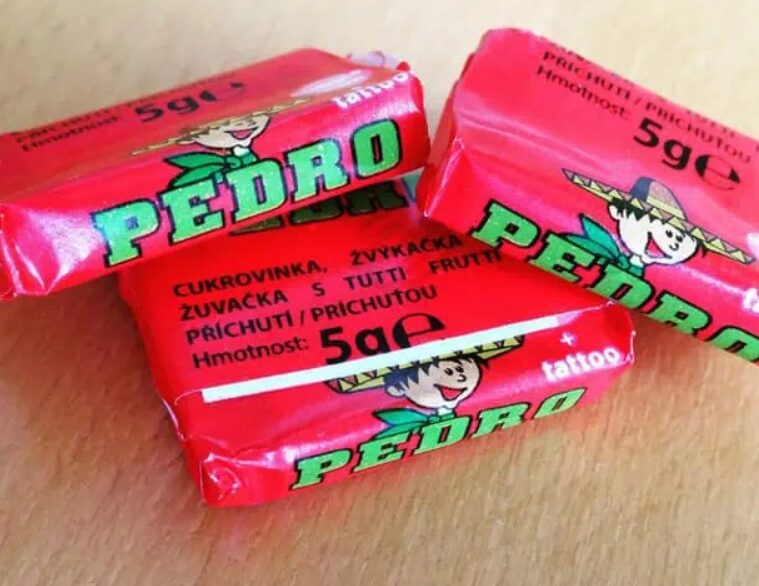 Hmotnost: 5g℮
tattoo
PEDRO
PŘÍCHUTÍ / PRÍCHUŤOU
Hmotnost: 5g℮
PEDRO
CUKROVINKA, ŽVÝKAČKA
ŽUVAČKA S TUTTI FRUTTI
PŘÍCHUTÍ / PRÍCHUŤOU
Hmotnost: 5g℮
+
tattoo
PEDRO